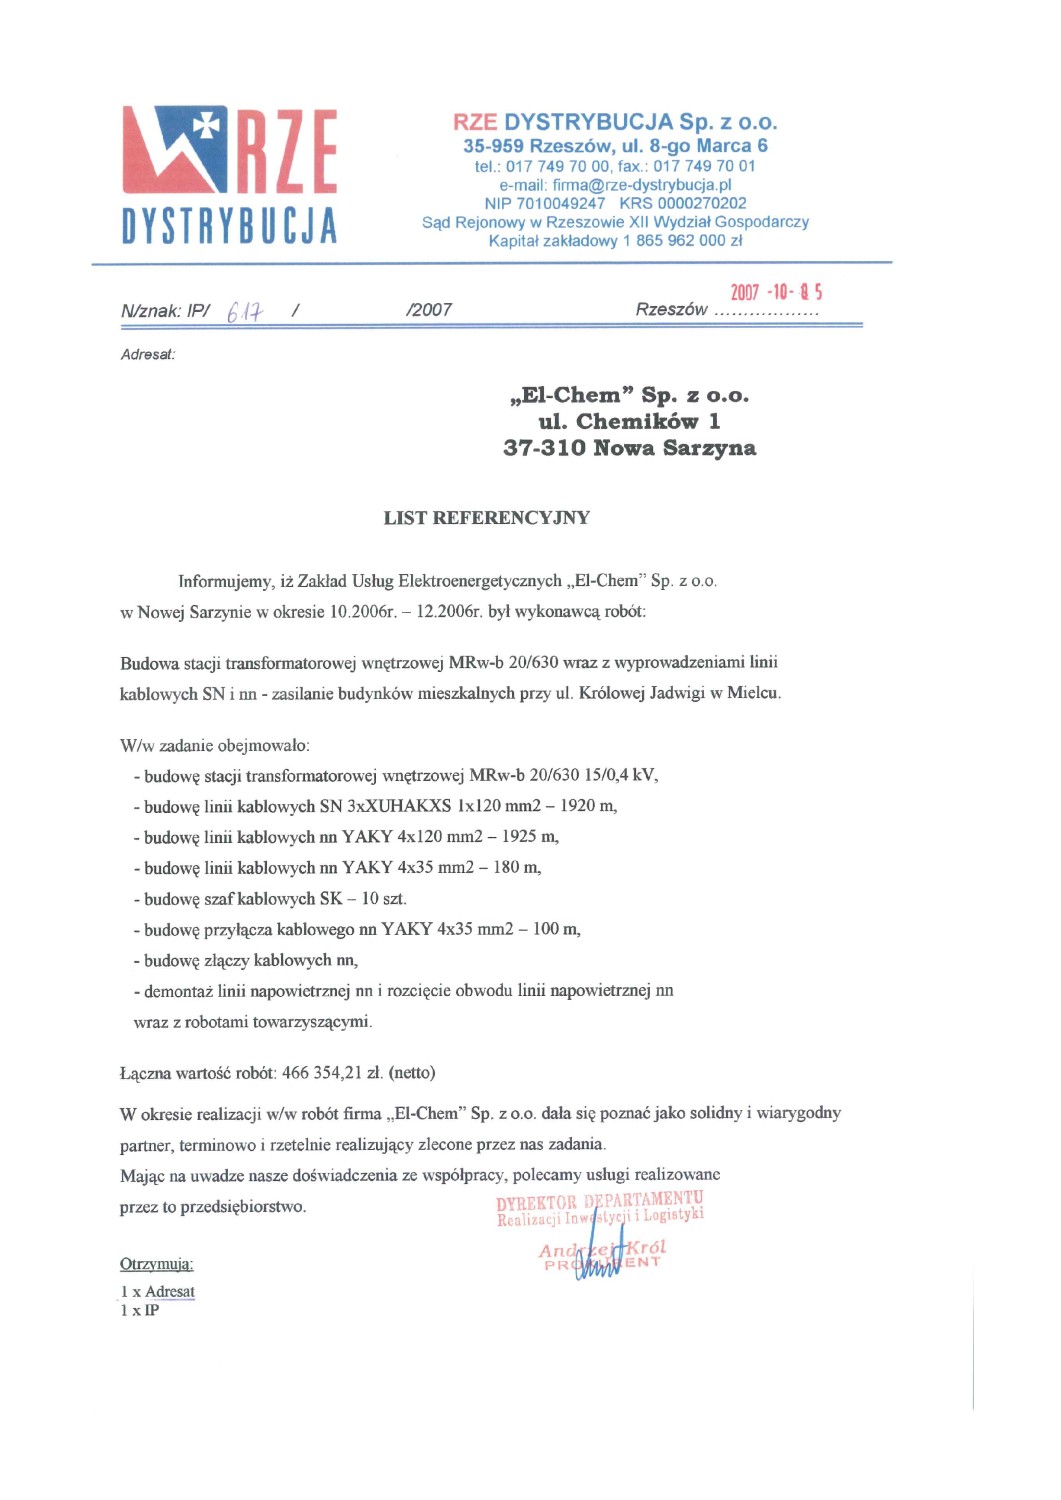 RZE
DYSTRYBUCJA
RZE DYSTRYBUCJA Sp. z o.o.
35-959 Rzeszów, ul. 8-go Marca 6
tel.: 017 749 70 00, fax.: 017 749 70 01
e-mail: firma@rze-dystrybucja.pl
NIP 7010049247 KRS 0000270202
Sąd Rejonowy w Rzeszowie XII Wydział Gospodarczy
Kapitał zakładowy 1 865 962 000 zł
N/znak: IP/ 617 / /2007 Rzeszów ..................
2007 -10-
Adresat:
„El-Chem” Sp. z o.o.
ul. Chemików 1
37-310 Nowa Sarzyna
LIST REFERENCYJNY
Informujemy, iż Zakład Usług Elektroenergetycznych „El-Chem” Sp. z o.o.
w Nowej Sarzynie w okresie 10.2006r. – 12.2006r. był wykonawcą robót:
Budowa stacji transformatorowej wnętrzowej MRw-b 20/630 wraz z wyprowadzeniami linii
kablowych SN i nn - zasilanie budynków mieszkalnych przy ul. Królowej Jadwigi w Mielcu.
W/w zadanie obejmowało:
- budowę stacji transformatorowej wnętrzowej MRw-b 20/630 15/0,4 kV,
- budowę linii kablowych SN 3xXUHAKXS 1x120 mm2 – 1920 m,
- budowę linii kablowych nn YAKY 4x120 mm2 – 1925 m,
- budowę linii kablowych nn YAKY 4x35 mm2 – 180 m,
- budowę szaf kablowych SK – 10 szt.
- budowę przyłącza kablowego nn YAKY 4x35 mm2 – 100 m,
- budowę złączy kablowych nn,
- demontaż linii napowietrznej nn i rozcięcie obwodu linii napowietrznej nn
wraz z robotami towarzyszącymi.
Łączna wartość robót: 466 354,21 zł. (netto)
W okresie realizacji w/w robót firma „El-Chem” Sp. z o.o. dała się poznać jako solidny i wiarygodny
partner, terminowo i rzetelnie realizujący zlecone przez nas zadania.
Mając na uwadze nasze doświadczenia ze współpracy, polecamy usługi realizowane
przez to przedsiębiorstwo.
DYREKTOR DEPARTAMENTU
Realizacji Inwestycji i Logistyki
Andrzej Król
PROKURENT
Otrzymują:
1 x Adresat
1 x IP